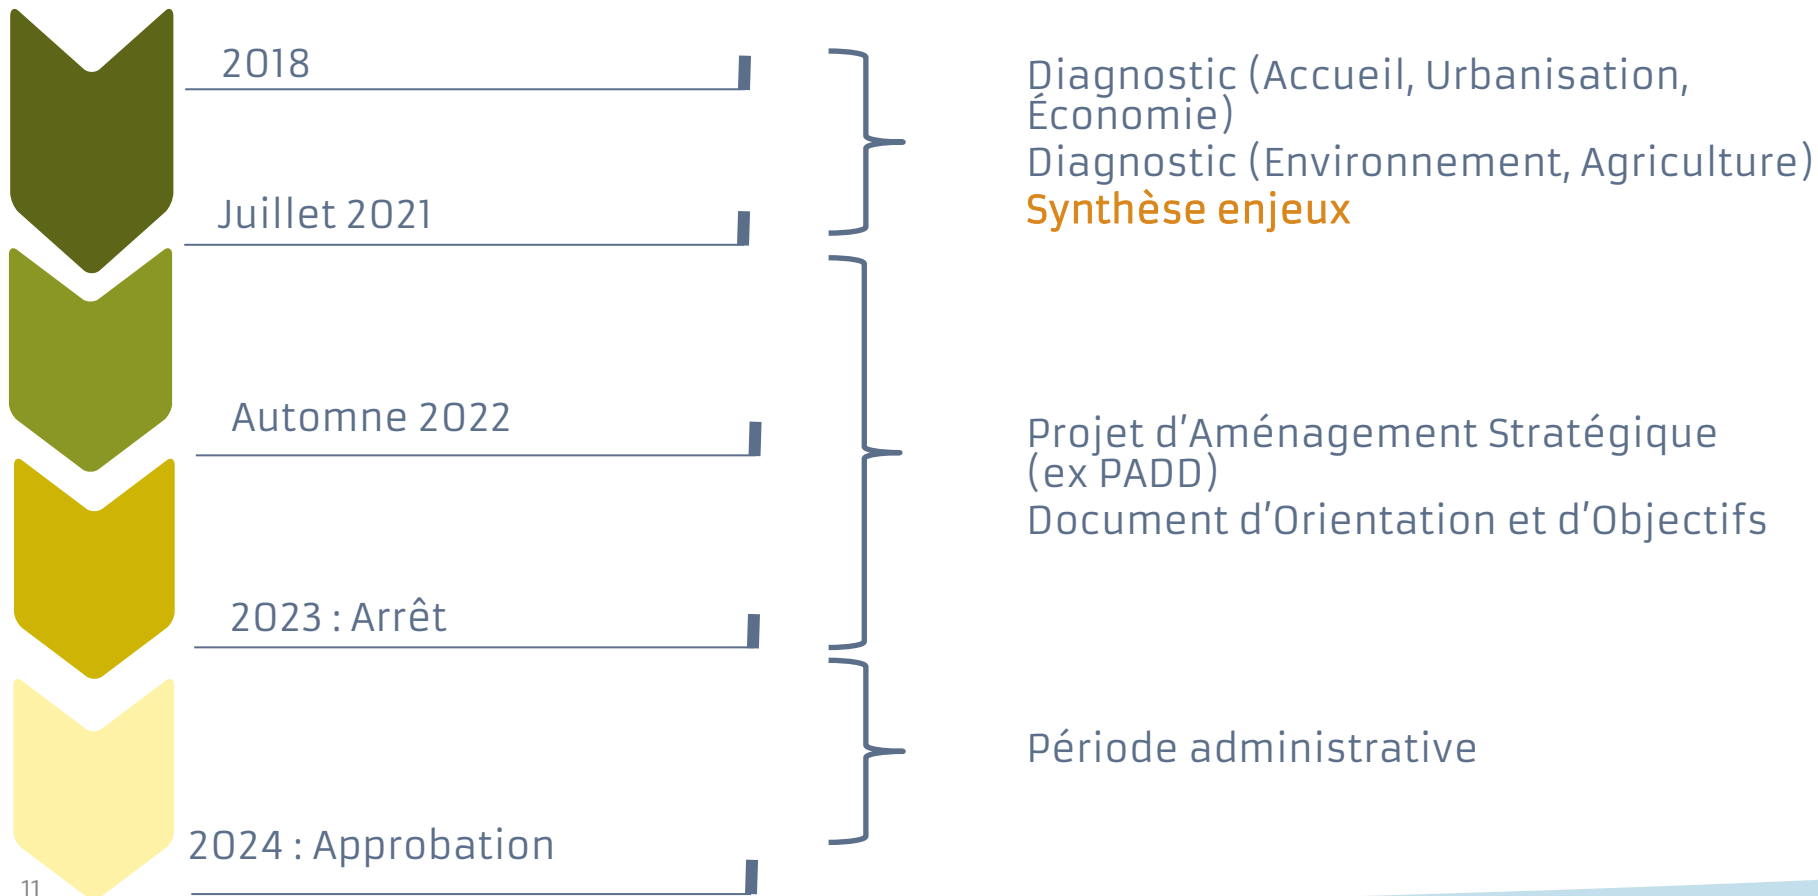 2018
Juillet 2021
Automne 2022
2023 : Arrêt
2024 : Approbation
Diagnostic (Accueil, Urbanisation,
Économie)
Diagnostic (Environnement, Agriculture)
Synthèse enjeux
Projet d’Aménagement Stratégique
(ex PADD)
Document d’Orientation et d’Objectifs
Période administrative
11